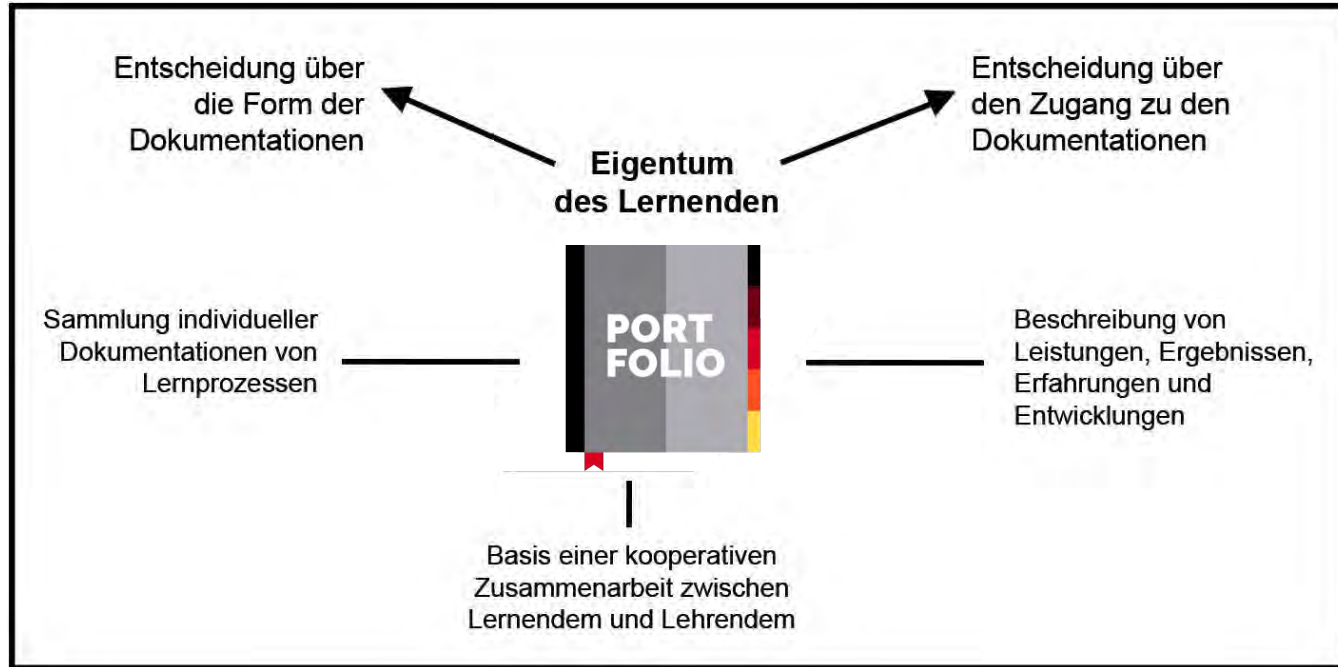 Entscheidung über
die Form der
Dokumentationen
Entscheidung über
den Zugang zu den
Dokumentationen
Eigentum
des Lernenden
Sammlung individueller
Dokumentationen von
Lernprozessen
PORT
FOLIO
Beschreibung von
Leistungen, Ergebnissen,
Erfahrungen und
Entwicklungen
Basis einer kooperativen
Zusammenarbeit zwischen
Lernendem und Lehrendem